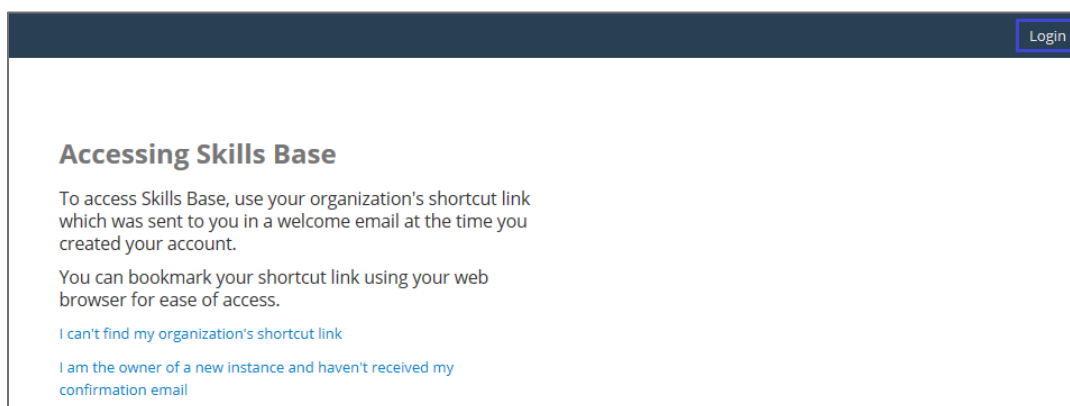 Login
Accessing Skills Base
To access Skills Base, use your organization's shortcut link
which was sent to you in a welcome email at the time you
created your account.
You can bookmark your shortcut link using your web
browser for ease of access.
I can't find my organization's shortcut link
I am the owner of a new instance and haven't received my
confirmation email